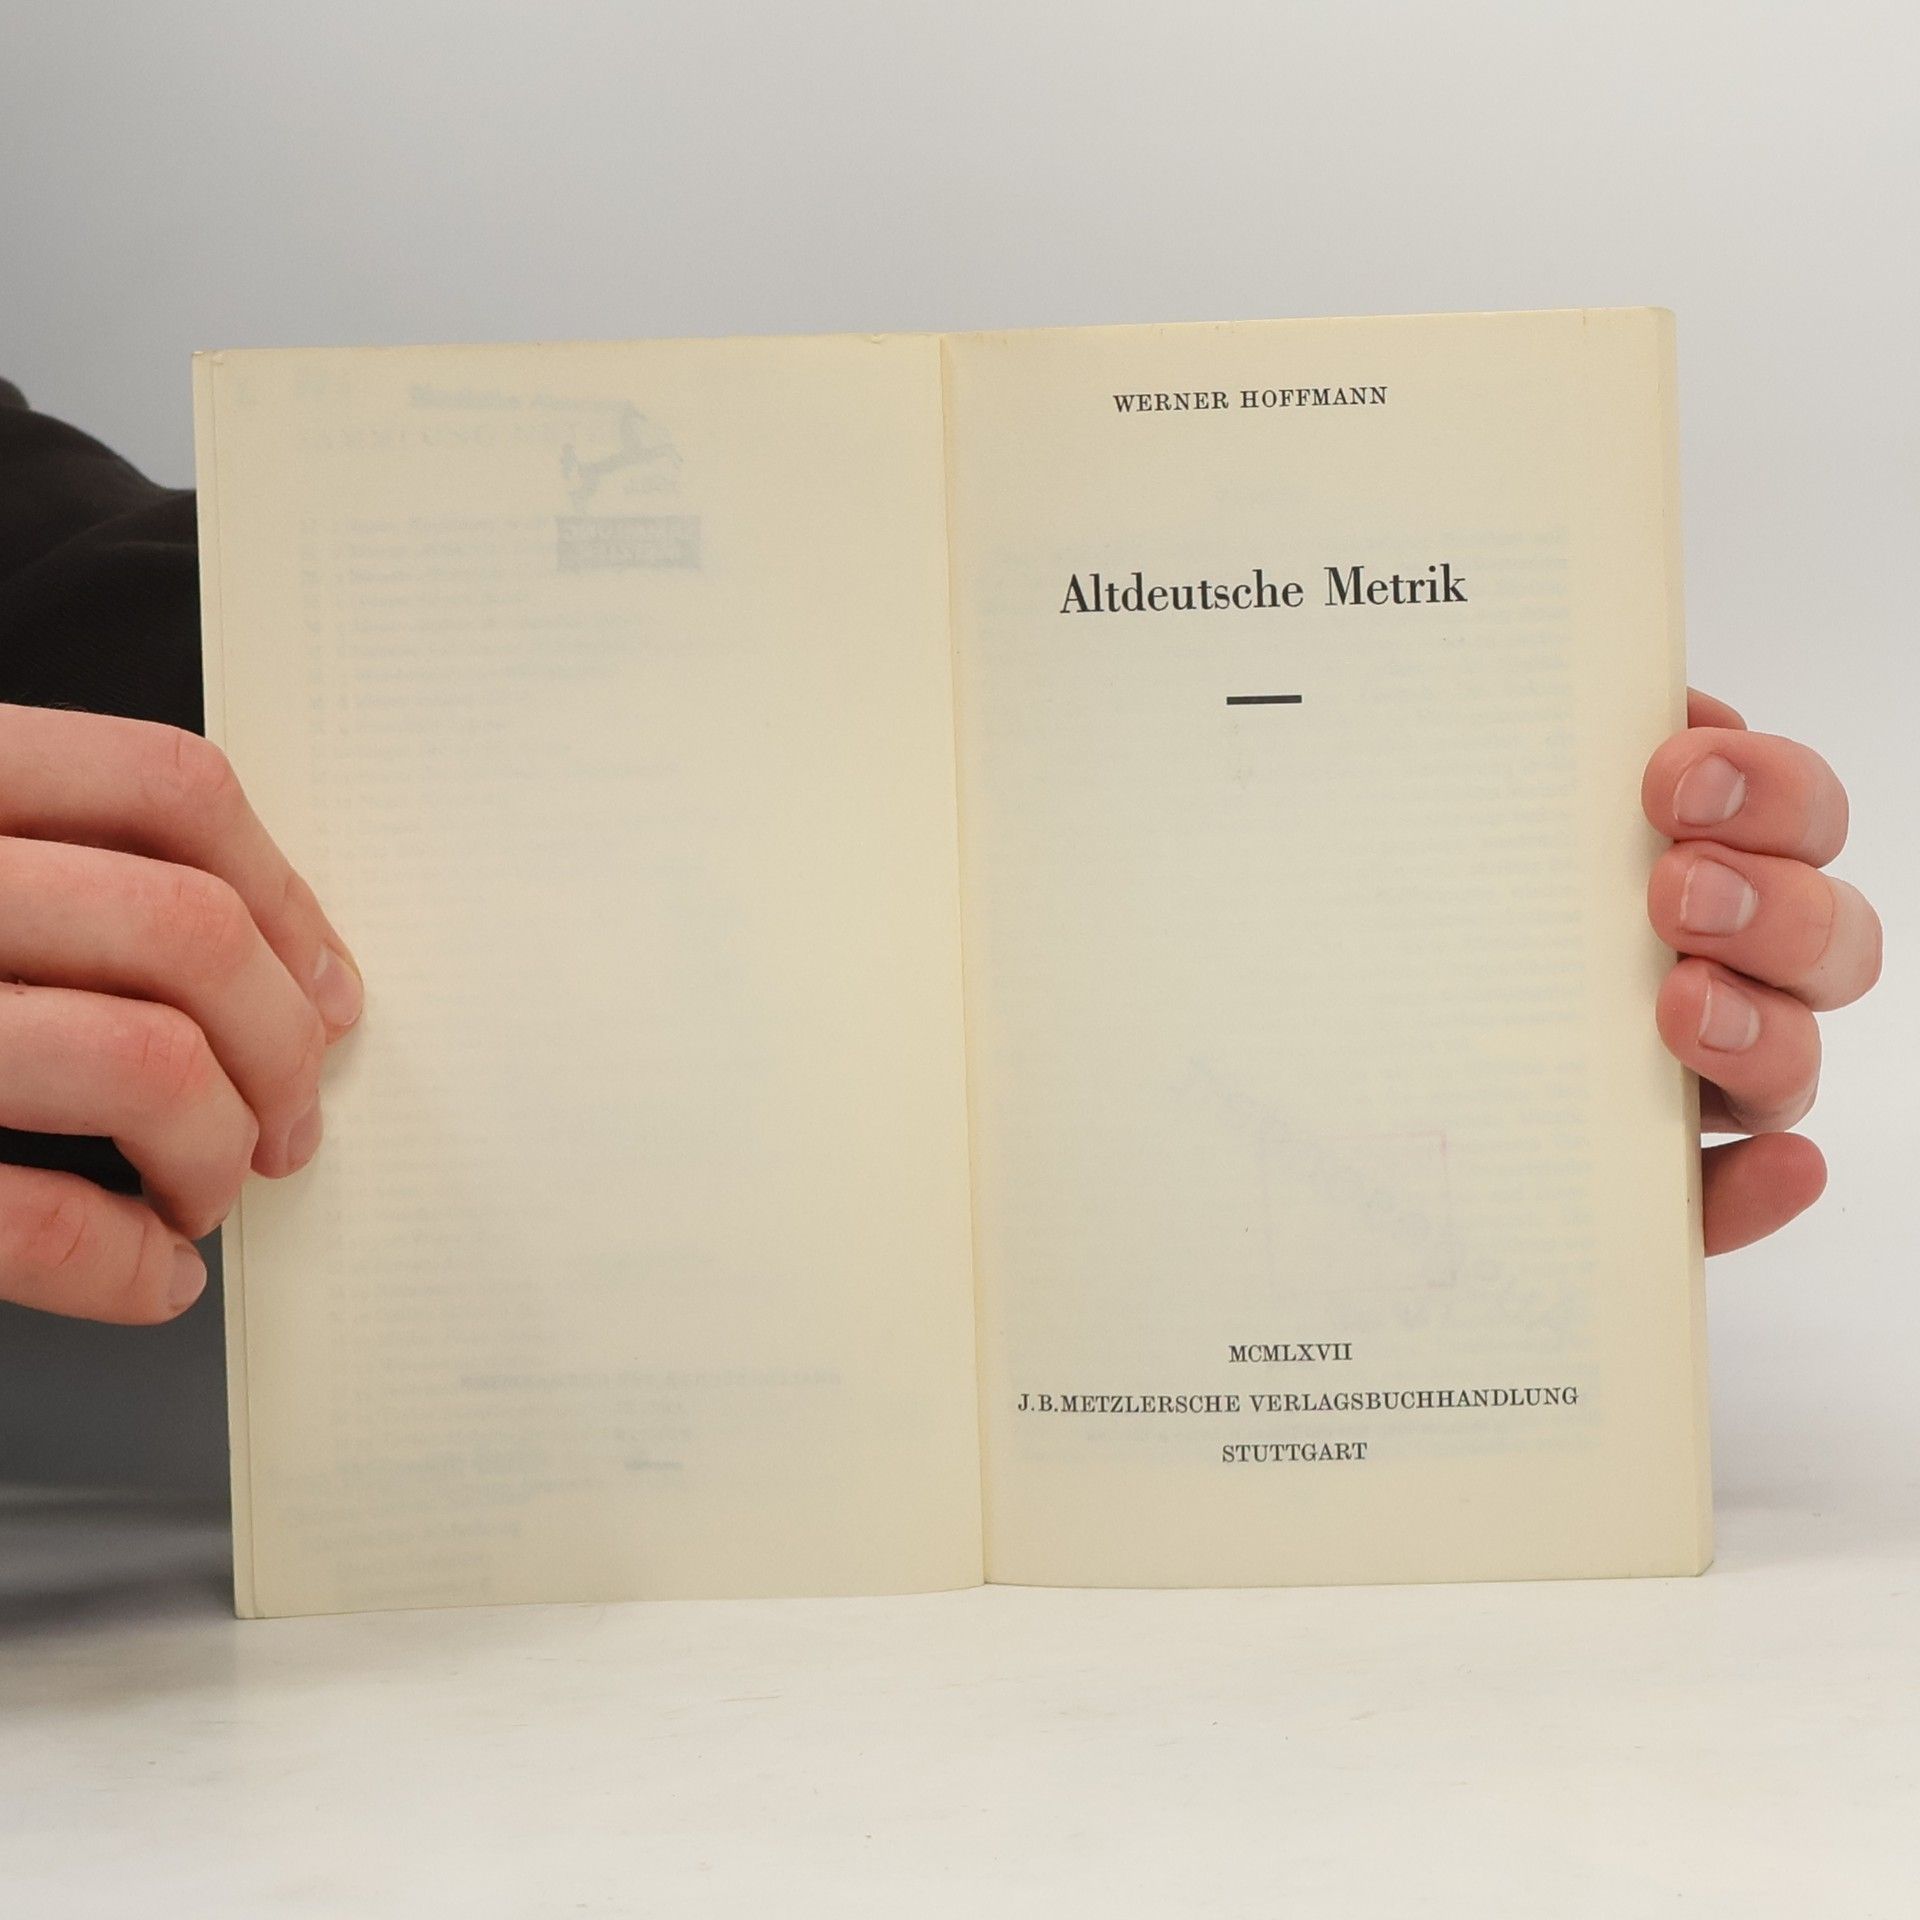 WERNER HOFFMANN
Altdeutsche Metrik
MCMLXVII
J.B.METZLERSCHE VERLAGSBUCHHANDLUNG
STUTTGART